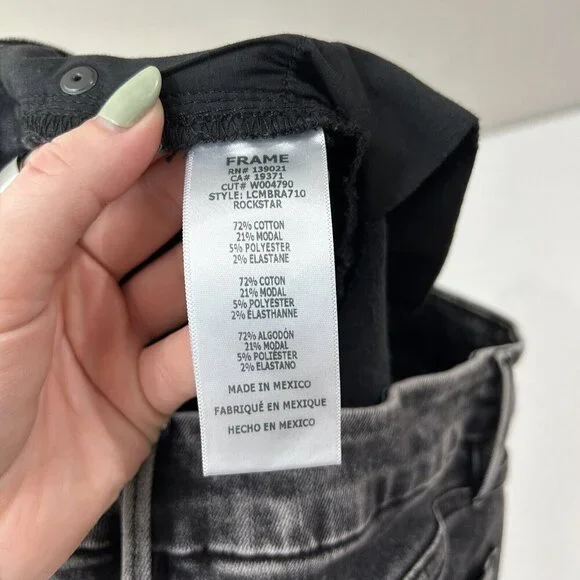 FRAME
RN# 139021
CA# 19371
CUT# W004790
STYLE: LCMBRA710
ROCKSTAR
72% COTTON
21% MODAL
5% POLYESTER
2% ELASTANE
72% COTON
21% MODAL
5% POLYESTER
2% ÉLASTHANNE
72% ALGODÓN
21% MODAL
5% POLIÉSTER
2% ELASTANO
MADE IN MEXICO
FABRIQUÉ EN MEXIQUE
HECHO EN MÉXICO